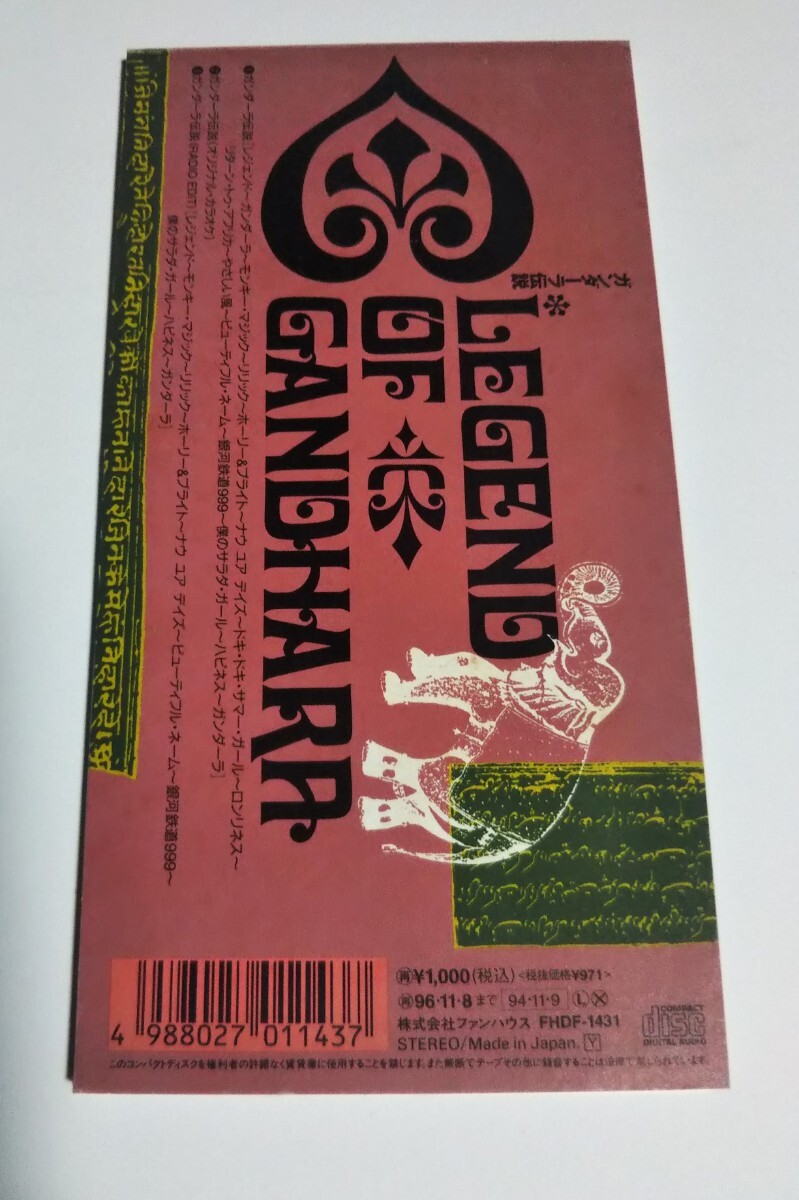 LEGEND
OF
GANDHARA
*ガンダーラ伝説
❶ガンダーラ伝説［レジェンド〜ガンダーラ〜モンキー・マジック〜リリック〜ホーリー&ブライト〜ナウ ユア デイズ〜ドキ・ドキ・サマー・ガール〜ロンリネス〜
リターン・トゥ・アフリカ〜やさしい風〜ビューティフル・ネーム〜銀河鉄道999〜僕のサラダ・ガール〜ハピネス〜ガンダーラ］
❷ガンダーラ伝説(オリジナル・カラオケ)
❸ガンダーラ伝説(RADIO EDIT)［レジェンド〜モンキー・マジック〜リリック〜ホーリー&ブライト〜ナウ ユア デイズ〜ビューティフル・ネーム〜銀河鉄道999〜
僕のサラダ・ガール〜ハピネス〜ガンダーラ］
4 988027 011437
再¥1,000(税込)<税抜価格¥971>
再96・11・8まで 94・11・9 L X
株式会社ファンハウス FHDF-1431
STEREO/Made in Japan. Y
COMPACT
disc
DIGITAL AUDIO
このコンパクトディスクを権利者の許諾なく賃貸業に使用することを禁じます。また無断でテープその他に録音することは法律で禁じられています。